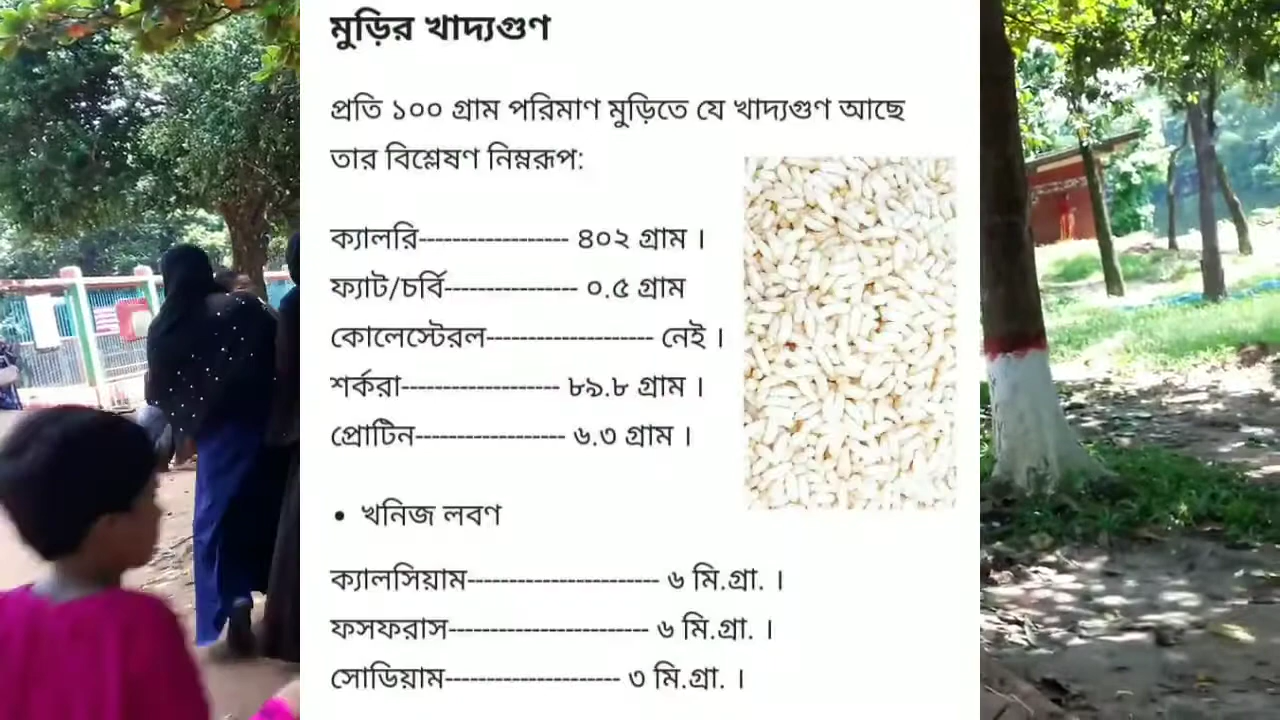 মুড়ির খাদ্যগুণ
প্রতি ১০০ গ্রাম পরিমাণ মুড়িতে যে খাদ্যগুণ আছে
তার বিশ্লেষণ নিম্নরূপ:
ক্যালরি------------------ ৪০২ গ্রাম ।
ফ্যাট/চর্বি---------------- ০.৫ গ্রাম
কোলেস্টেরল-------------------- নেই ।
শর্করা------------------- ৮৯.৮ গ্রাম ।
প্রোটিন------------------ ৬.৩ গ্রাম ।
• খনিজ লবণ
ক্যালসিয়াম----------------------- ৬ মি.গ্রা. ।
ফসফরাস------------------------ ৬ মি.গ্রা. ।
সোডিয়াম--------------------- ৩ মি.গ্রা. ।